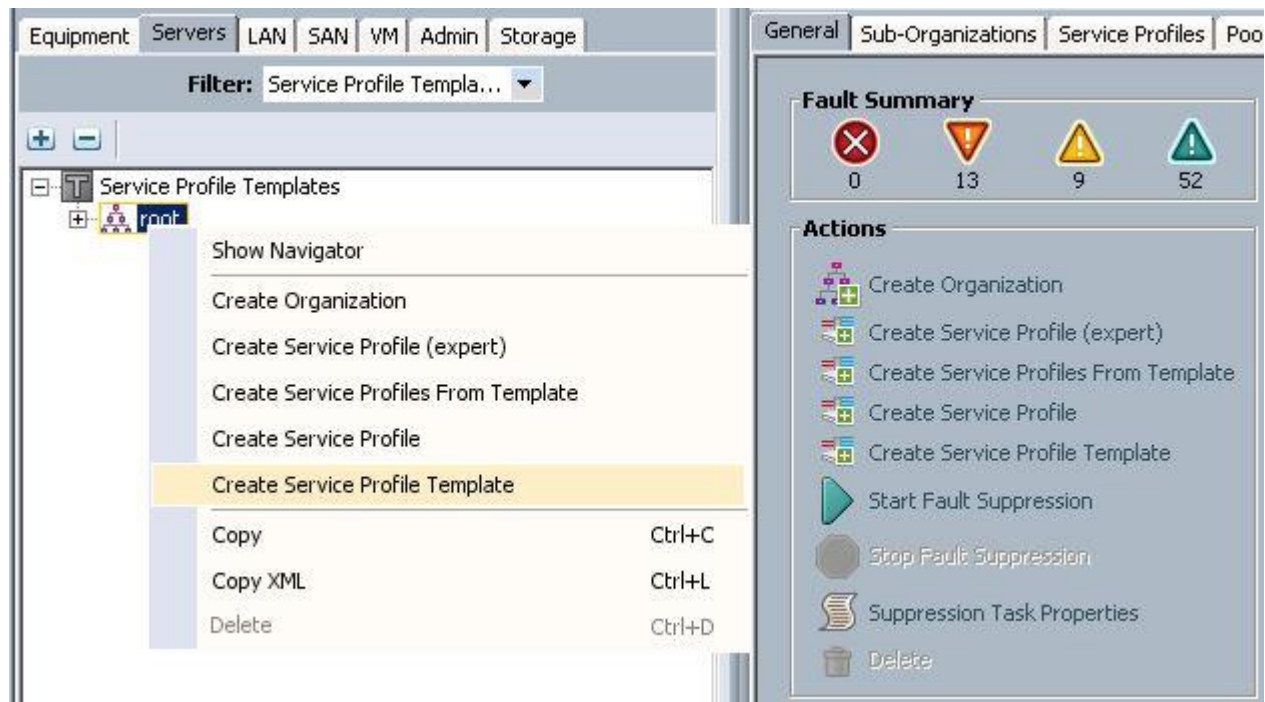 Equipment Servers LAN SAN VM Admin Storage
Filter: Service Profile Templa...
Service Profile Templates
root
Show Navigator
Create Organization
Create Service Profile (expert)
Create Service Profiles From Template
Create Service Profile
Create Service Profile Template
Copy Ctrl+C
Copy XML Ctrl+L
Delete Ctrl+D
General Sub-Organizations Service Profiles Poo
Fault Summary
0 13 9 52
Actions
Create Organization
Create Service Profile (expert)
Create Service Profiles From Template
Create Service Profile
Create Service Profile Template
Start Fault Suppression
Stop Fault Suppression
Suppression Task Properties
Delete